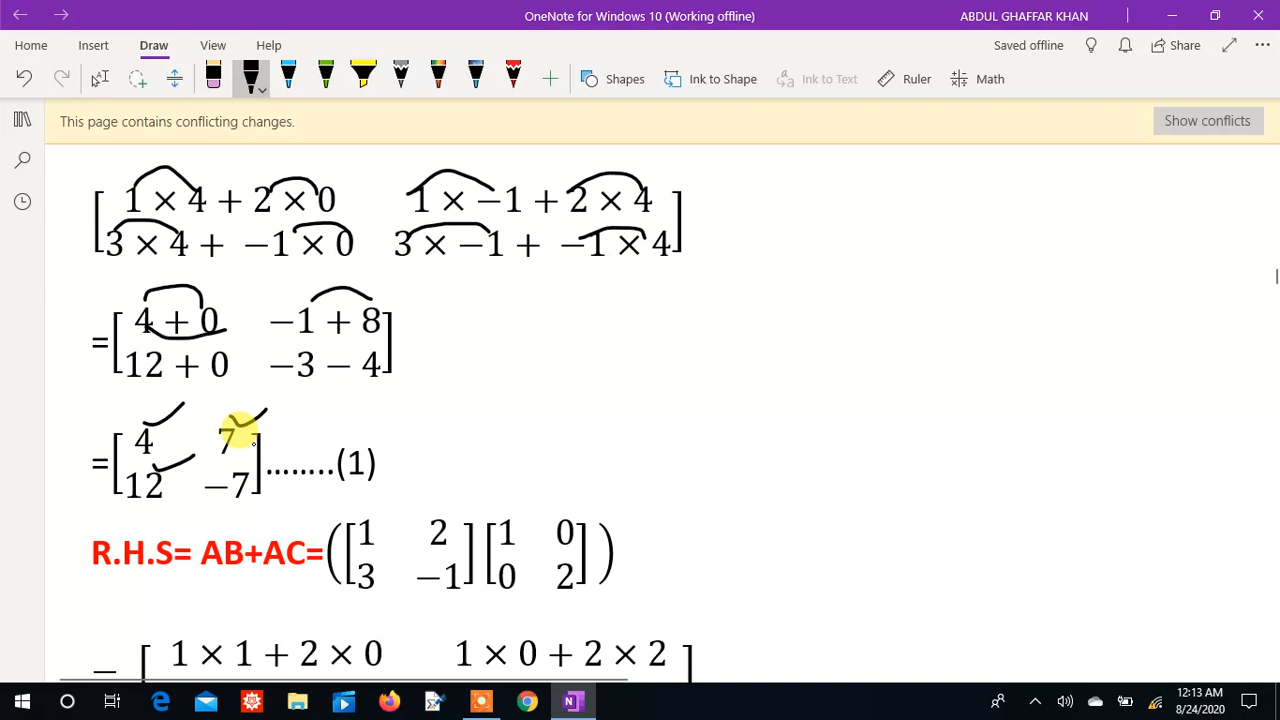 OneNote for Windows 10 (Working offline) ABDUL GHAFFAR KHAN
Home Insert Draw View Help Saved offline Share
Shapes Ink to Shape Ink to Text Ruler Math
This page contains conflicting changes. Show conflicts
[1 × 4 + 2 × 0 1 × −1 + 2 × 4
3 × 4 + −1 × 0 3 × −1 + −1 × 4]
=[4 + 0 −1 + 8
12 + 0 −3 − 4]
=[4 7
12 −7]........(1)
R.H.S= AB+AC=([1 2
3 −1][1 0
0 2])
= [1 × 1 + 2 × 0 1 × 0 + 2 × 2]
12:13 AM
8/24/2020